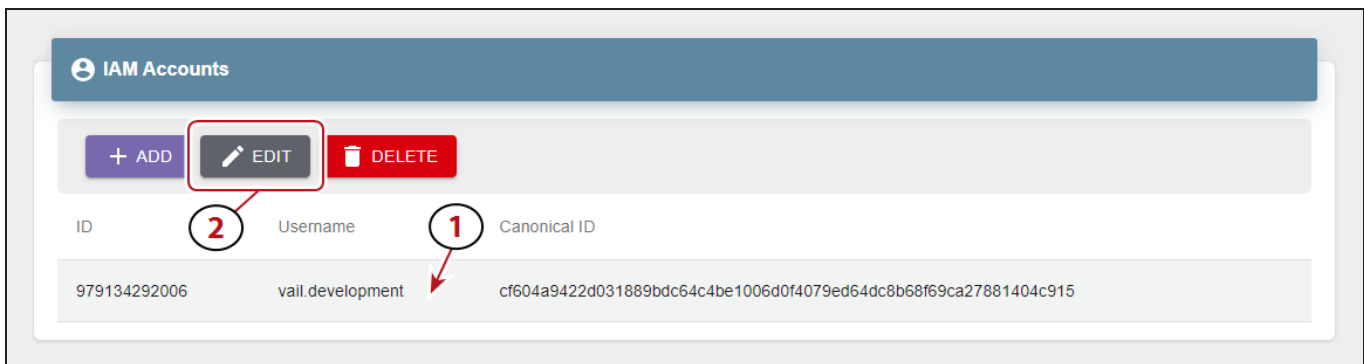 IAM Accounts
+ ADD EDIT DELETE
ID Username Canonical ID
2 1
979134292006 vail.development cf604a9422d031889bdc64c4be1006d0f4079ed64dc8b68f69ca27881404c915